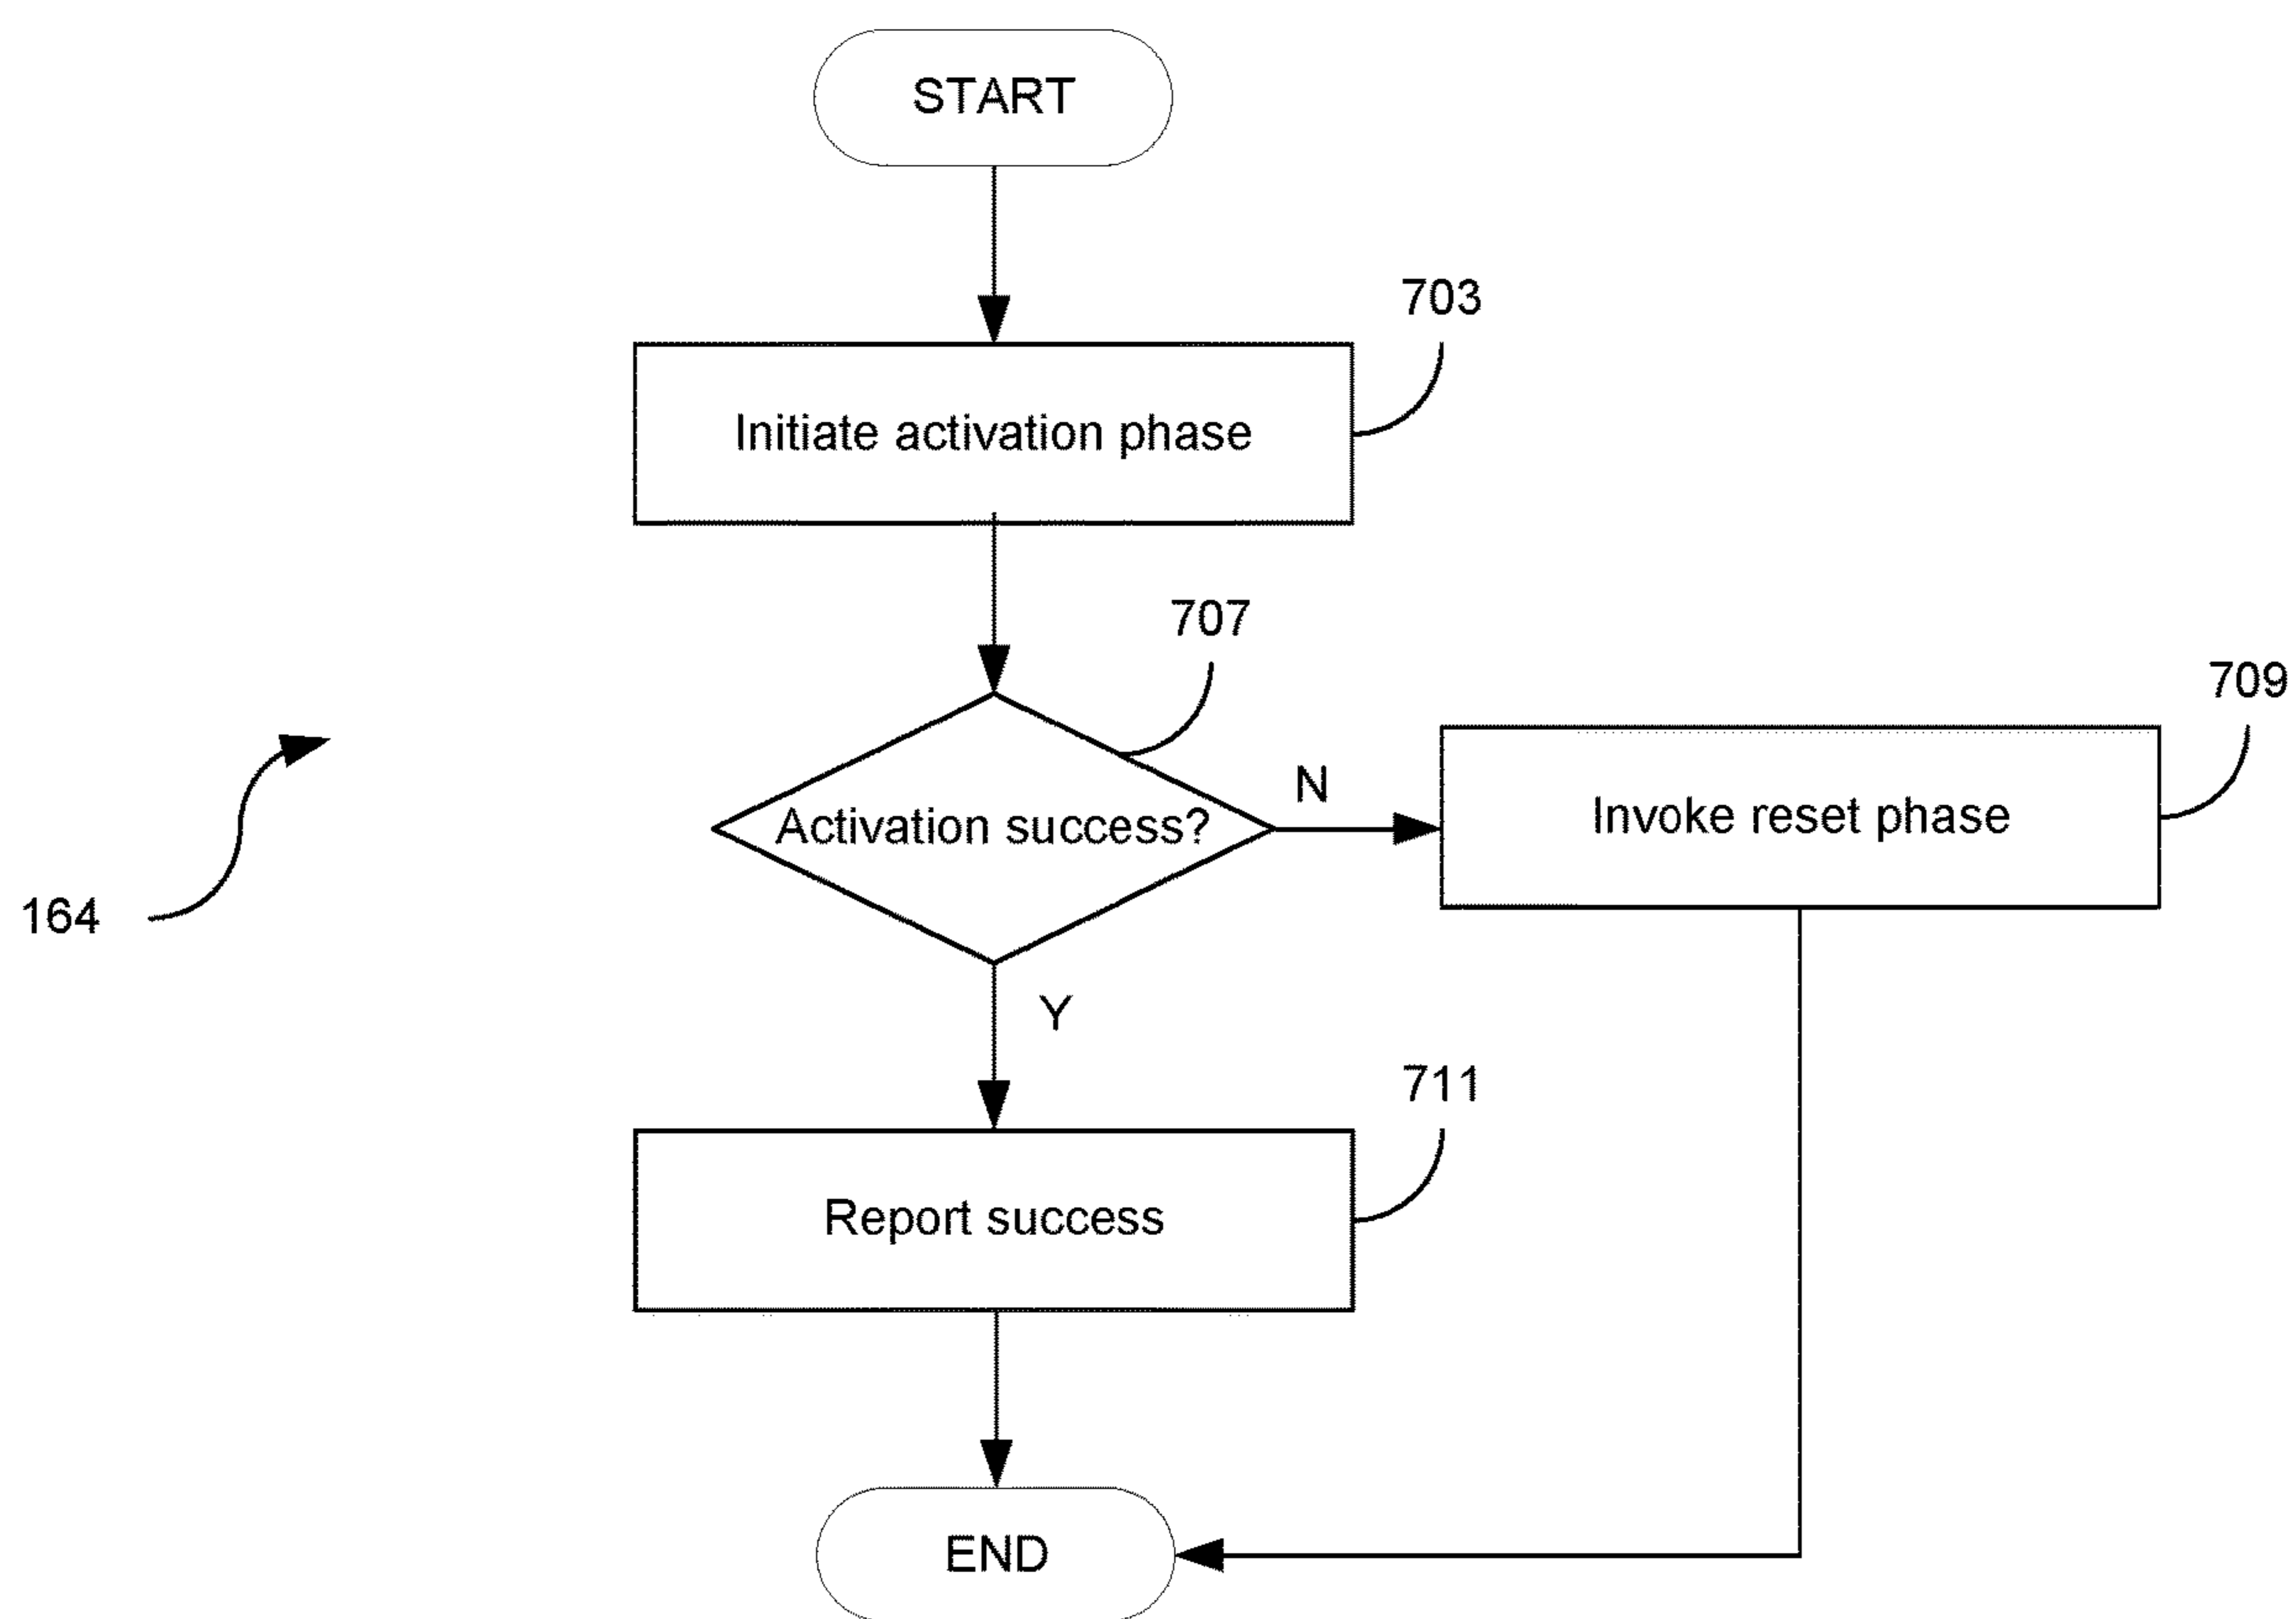 START
703
Initiate activation phase
707
709
Activation success?
N
Invoke reset phase
164
Y
711
Report success
END